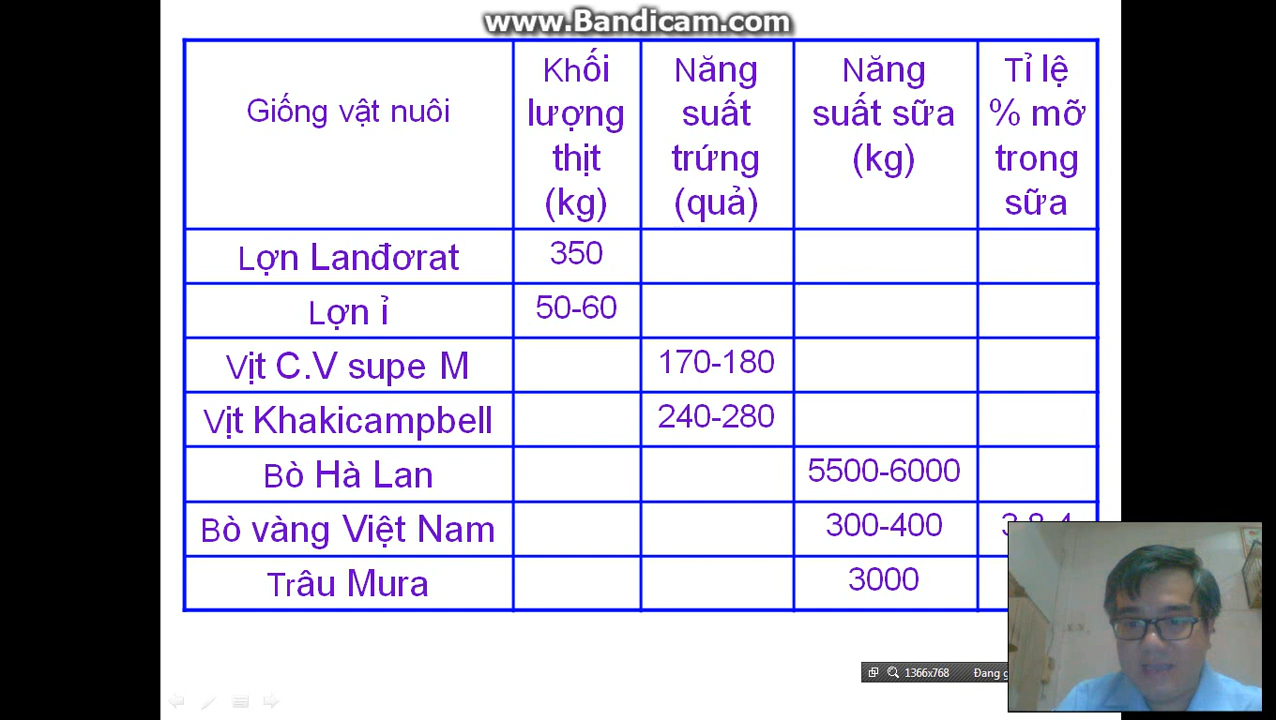 www.Bandicam.com
Giống vật nuôi
Khối
lượng
thịt
(kg)
Năng
suất
trứng
(quả)
Năng
suất sữa
(kg)
Tỉ lệ
% mỡ
trong
sữa
Lợn Lanđơrat 350
Lợn ỉ 50-60
Vịt C.V supe M 170-180
Vịt Khakicampbell 240-280
Bò Hà Lan 5500-6000
Bò vàng Việt Nam 300-400
Trâu Mura 3000
1366x768 Đang